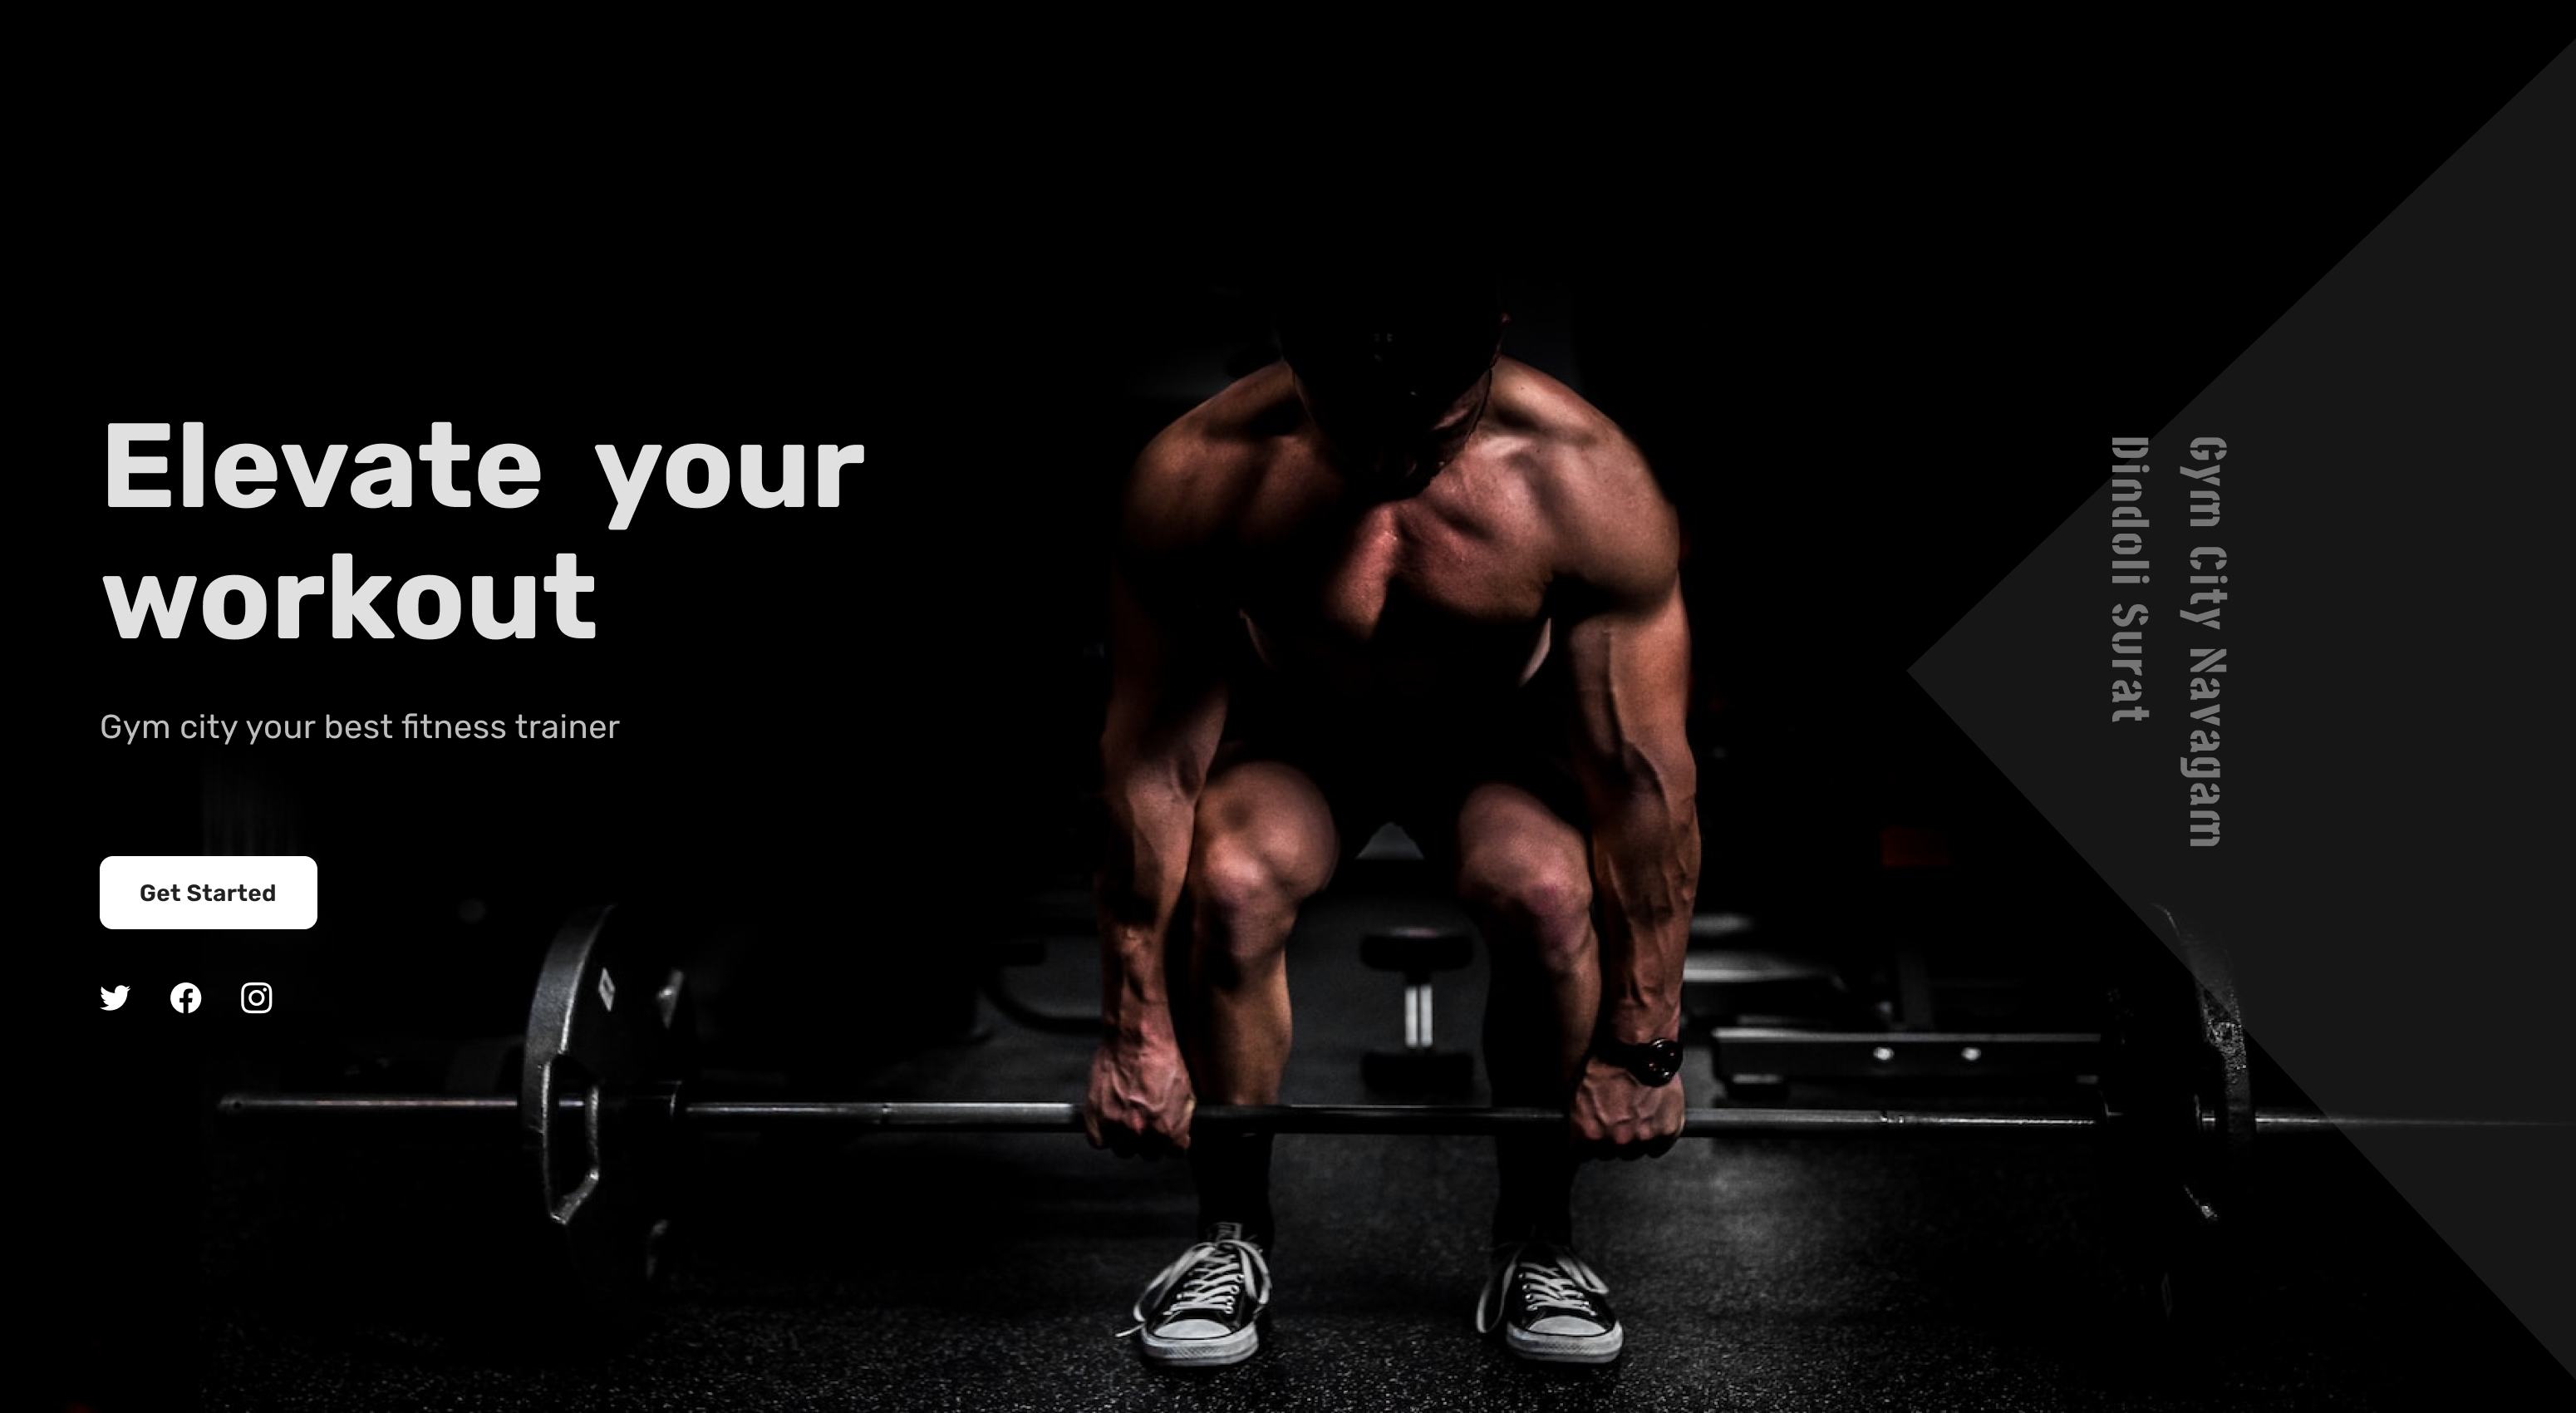 Elevate your
workout
Gym city your best fitness trainer
Get Started
Gym City Navagam
Dindoli Surat